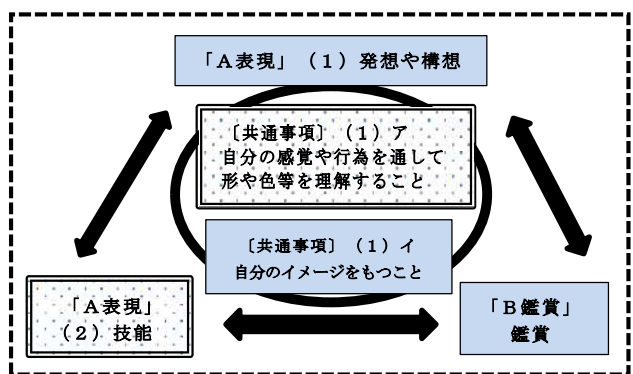 「A表現」（１）発想や構想
〔共通事項〕（１）ア
自分の感覚や行為を通して
形や色等を理解すること
〔共通事項〕（１）イ
自分のイメージをもつこと
「A表現」
（２）技能
「B鑑賞」
鑑賞